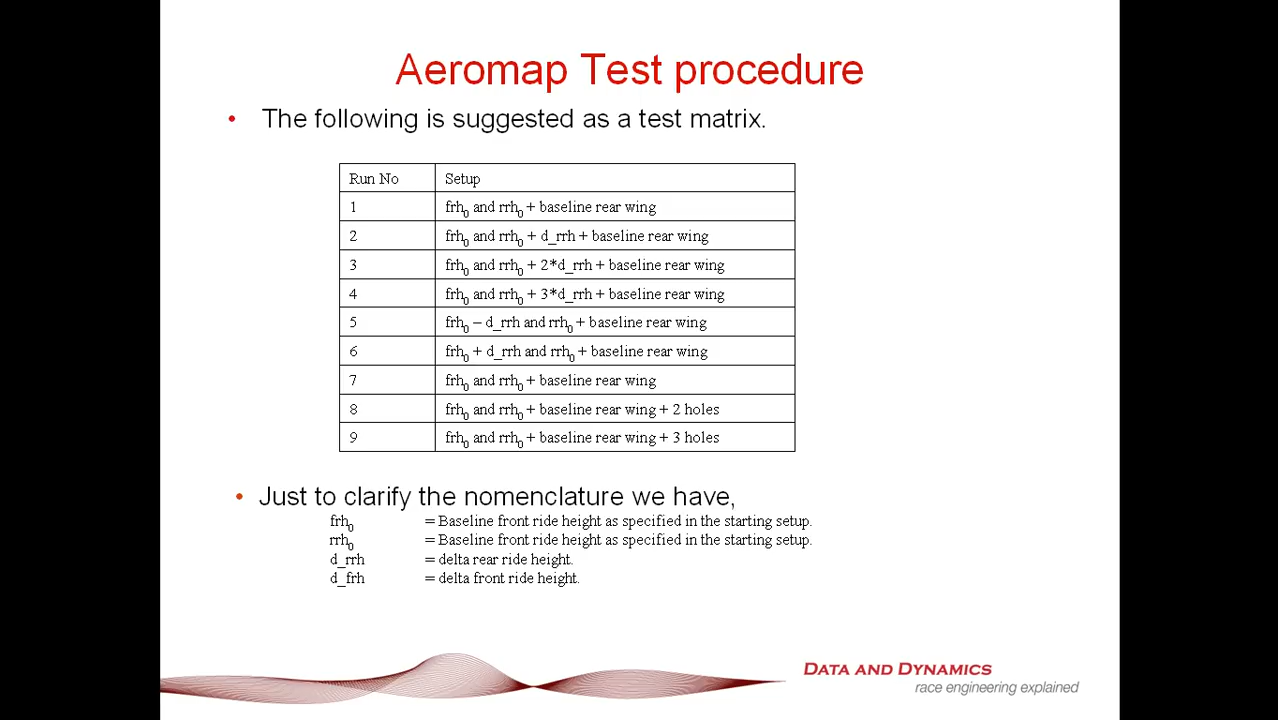 Aeromap Test procedure
• The following is suggested as a test matrix.
Run No Setup
1 frh0 and rrh0 + baseline rear wing
2 frh0 and rrh0 + d_rrh + baseline rear wing
3 frh0 and rrh0 + 2*d_rrh + baseline rear wing
4 frh0 and rrh0 + 3*d_rrh + baseline rear wing
5 frh0 – d_rrh and rrh0 + baseline rear wing
6 frh0 + d_rrh and rrh0 + baseline rear wing
7 frh0 and rrh0 + baseline rear wing
8 frh0 and rrh0 + baseline rear wing + 2 holes
9 frh0 and rrh0 + baseline rear wing + 3 holes
• Just to clarify the nomenclature we have,
frh0 = Baseline front ride height as specified in the starting setup.
rrh0 = Baseline front ride height as specified in the starting setup.
d_rrh = delta rear ride height.
d_frh = delta front ride height.
DATA AND DYNAMICS
race engineering explained